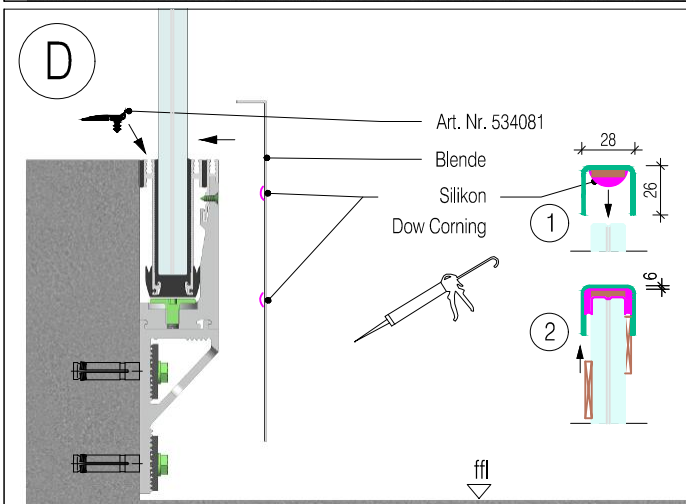 D
Art. Nr. 534081
Blende
Silikon
Dow Corning
28
26
1
6
2
ffl